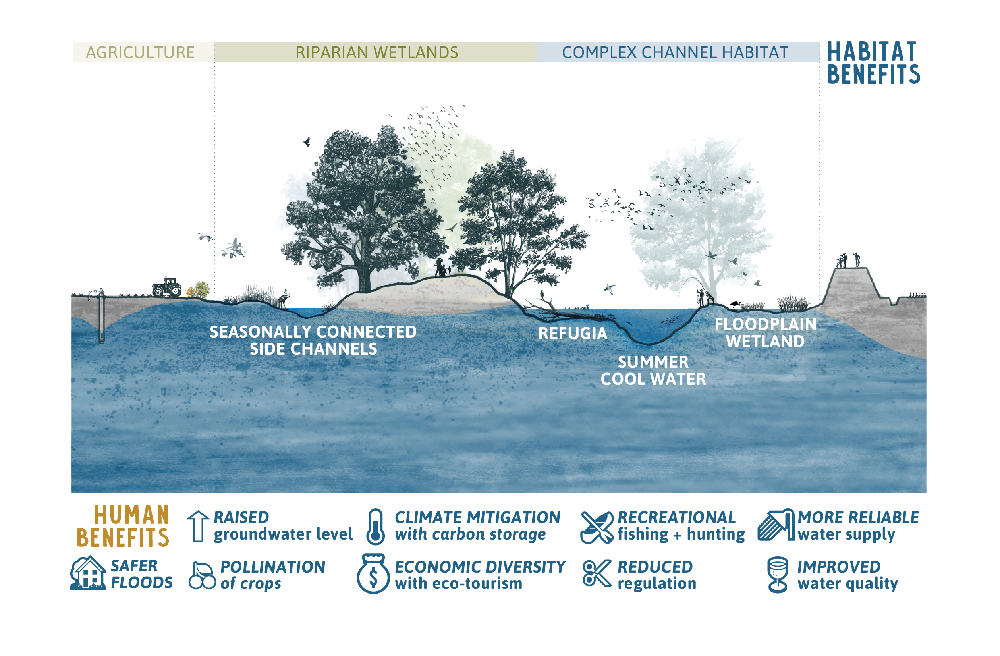 AGRICULTURE
RIPARIAN WETLANDS
COMPLEX CHANNEL HABITAT
HABITAT
BENEFITS
SEASONALLY CONNECTED
SIDE CHANNELS
REFUGIA
SUMMER
COOL WATER
FLOODPLAIN
WETLAND
HUMAN
BENEFITS
RAISED
groundwater level
CLIMATE MITIGATION
with carbon storage
RECREATIONAL
fishing + hunting
MORE RELIABLE
water supply
SAFER
FLOODS
POLLINATION
of crops
$
ECONOMIC DIVERSITY
with eco-tourism
REDUCED
regulation
IMPROVED
water quality